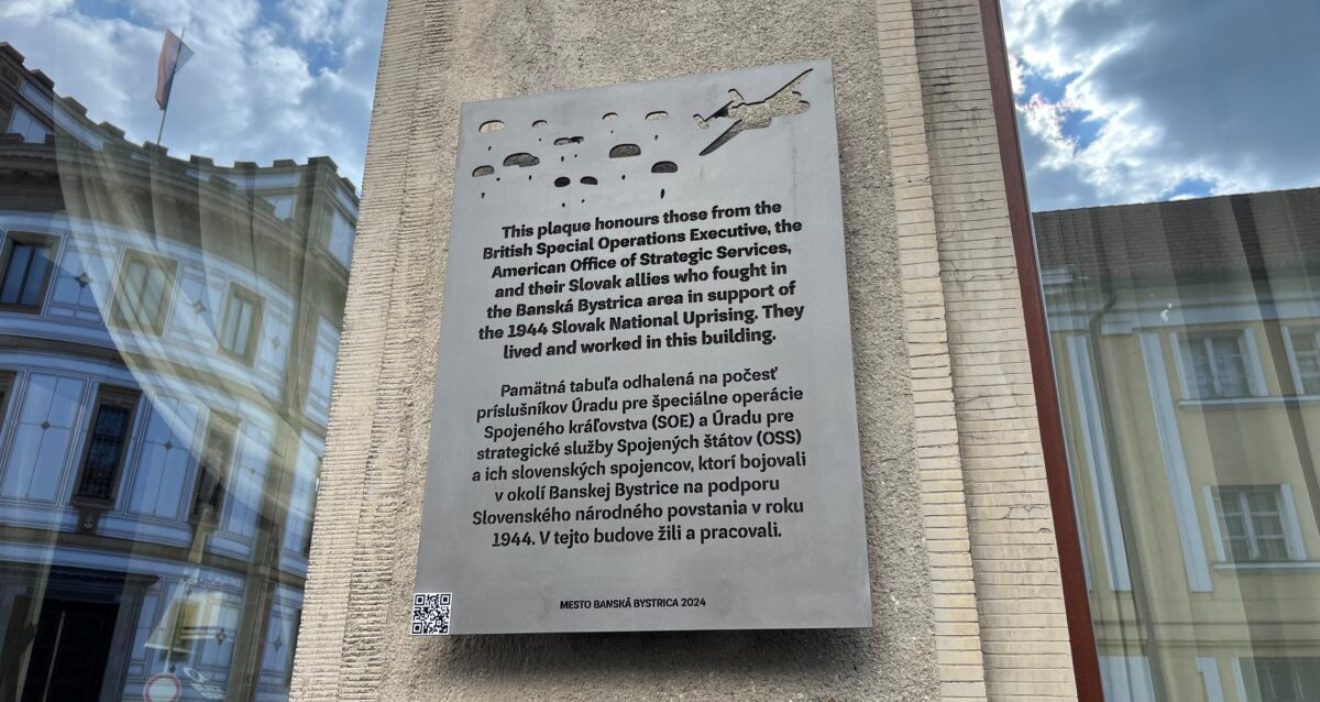 This plaque honours those from the
British Special Operations Executive, the
American Office of Strategic Services,
and their Slovak allies who fought in
the Banská Bystrica area in support of
the 1944 Slovak National Uprising. They
lived and worked in this building.
Pamätná tabuľa odhalená na počesť
príslušníkov Úradu pre špeciálne operácie
Spojeného kráľovstva (SOE) a Úradu pre
strategické služby Spojených štátov (OSS)
a ich slovenských spojencov, ktorí bojovali
v okolí Banskej Bystrice na podporu
Slovenského národného povstania v roku
1944. V tejto budove žili a pracovali.
MESTO BANSKÁ BYSTRICA 2024